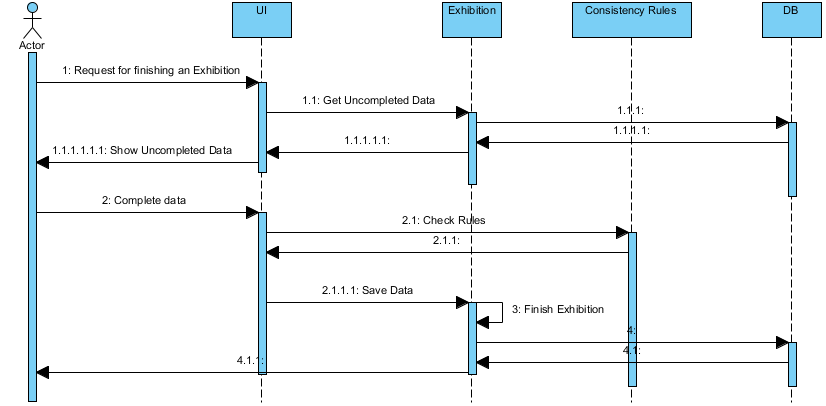 UI
Exhibition
Consistency Rules
DB
Actor
1: Request for finishing an Exhibition
1.1: Get Uncompleted Data
1.1.1:
1.1.1.1:
1.1.1.1.1:
1.1.1.1.1.1: Show Uncompleted Data
2: Complete data
2.1: Check Rules
2.1.1:
2.1.1.1: Save Data
3: Finish Exhibition
4:
4.1:
4.1.1: